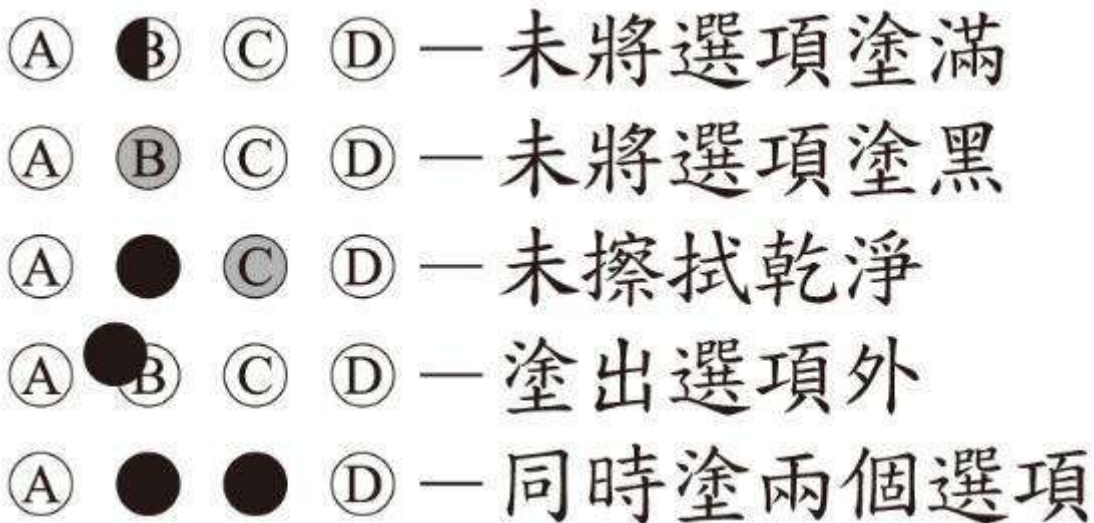 A B C D — 未將選項塗滿
A B C D — 未將選項塗黑
A C D — 未擦拭乾淨
A B C D — 塗出選項外
A D — 同時塗兩個選項